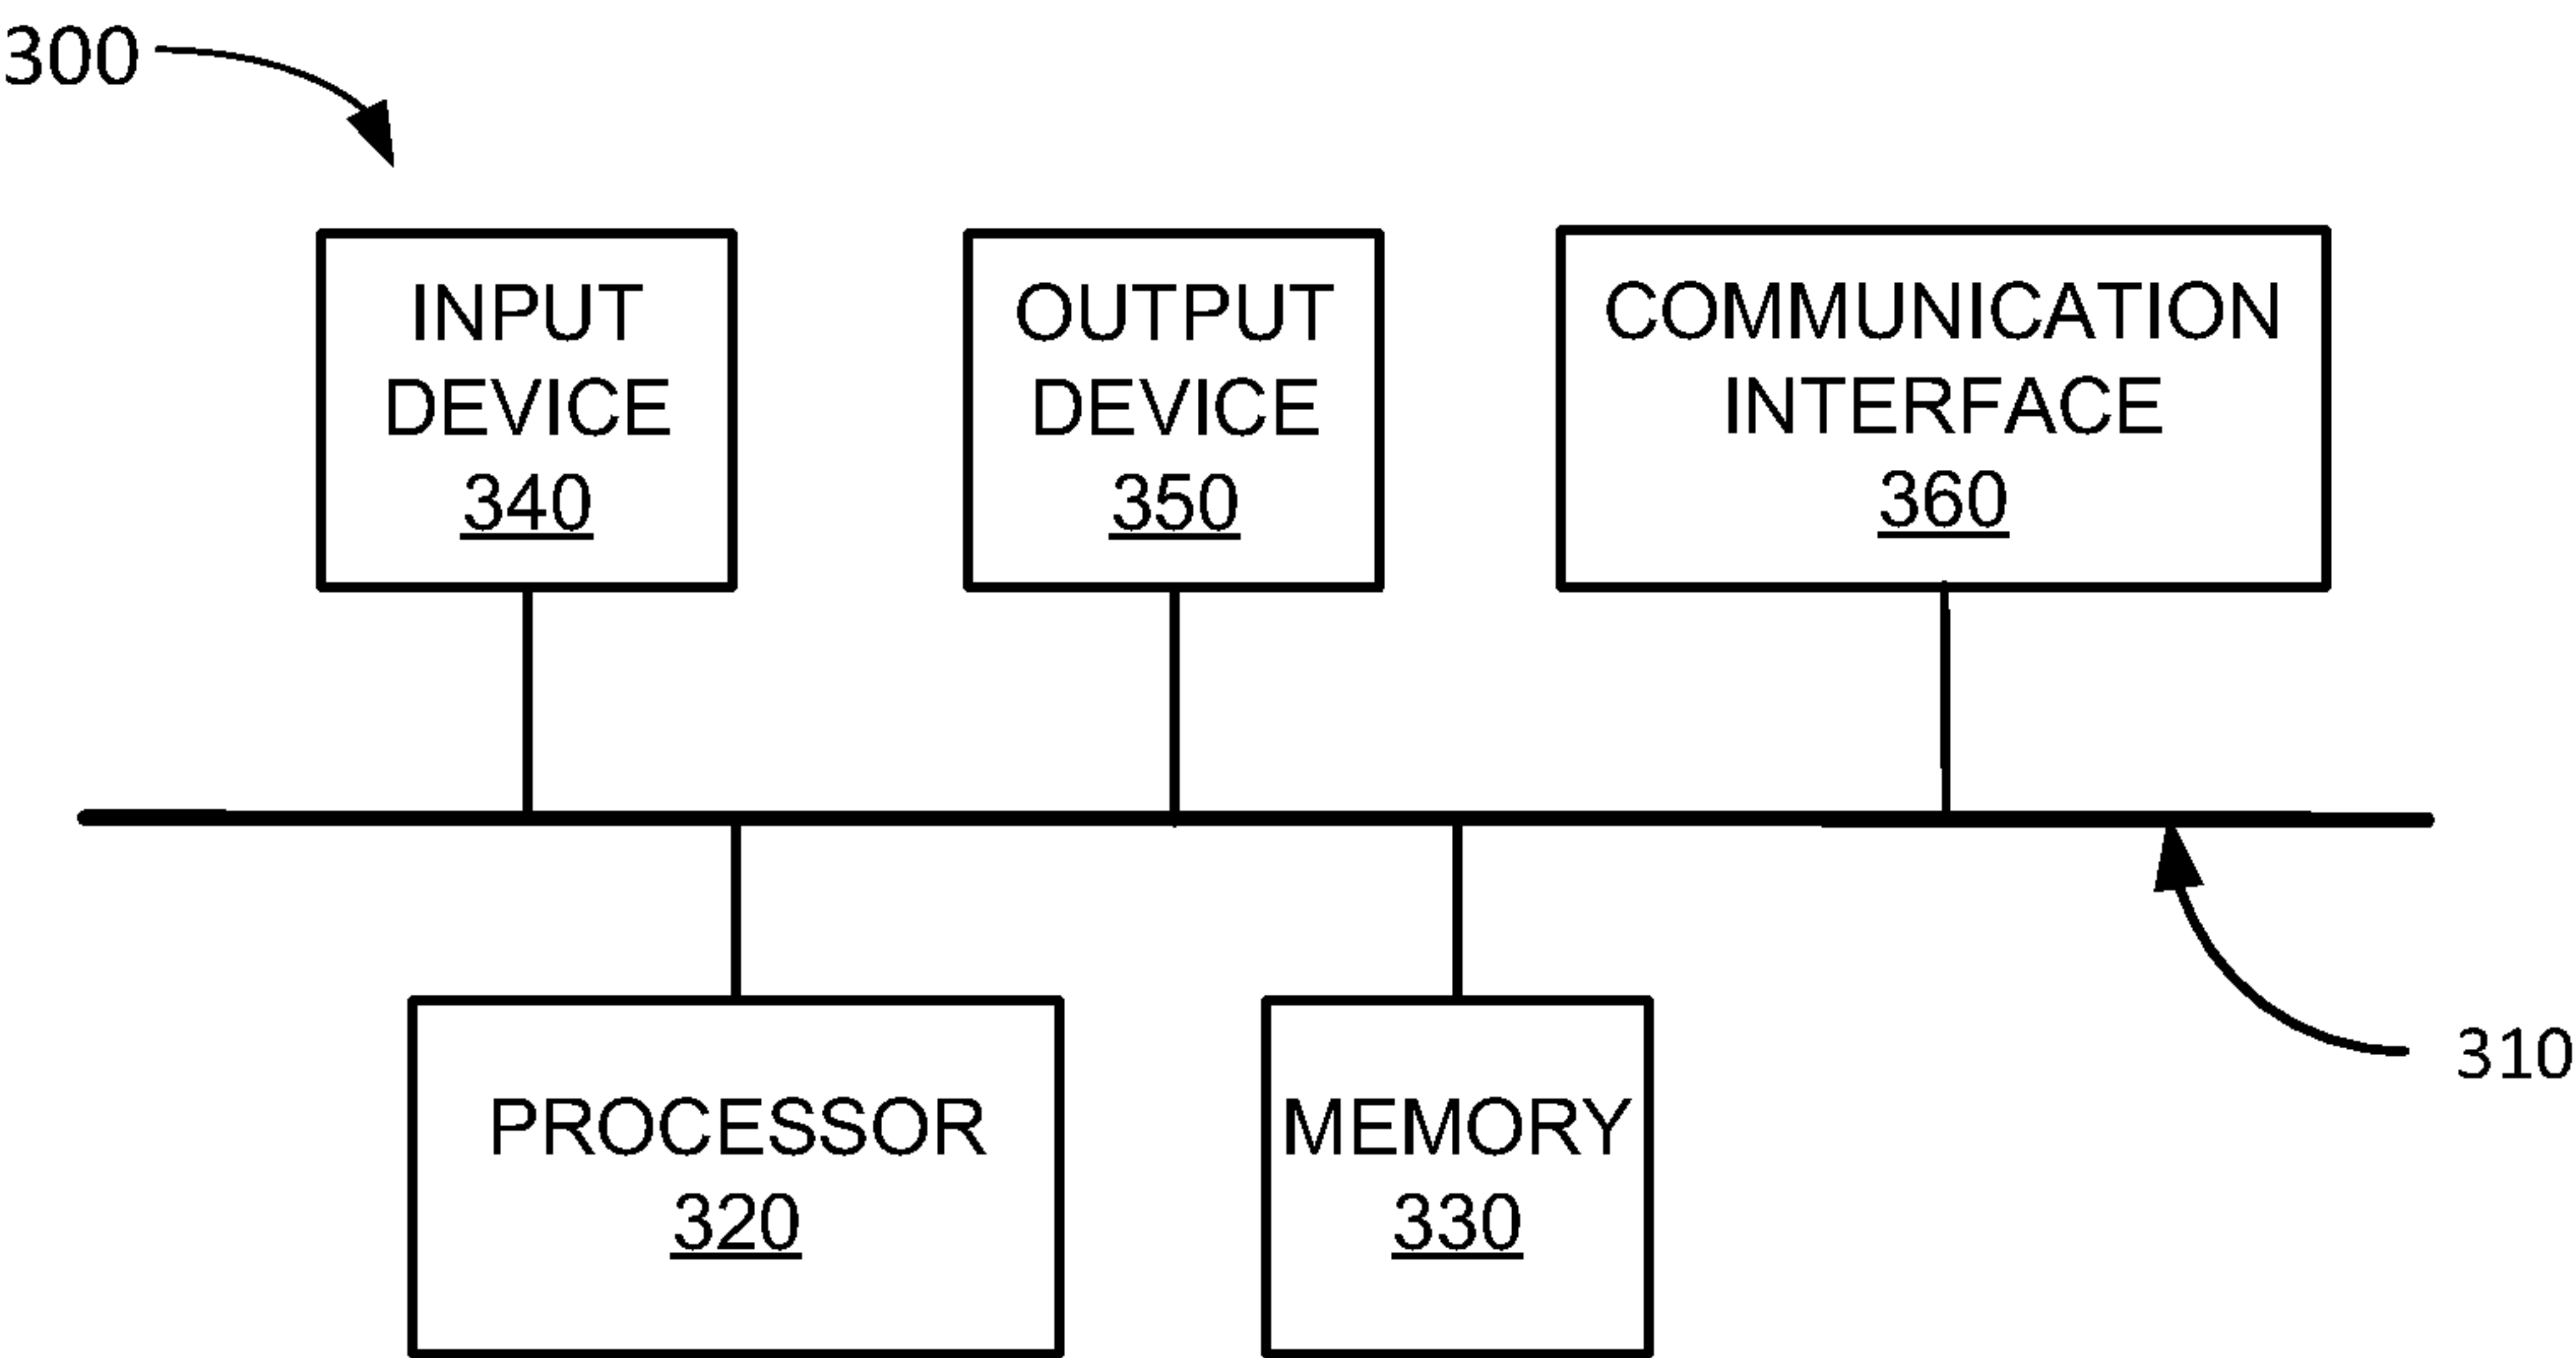 300
INPUT
DEVICE
340
OUTPUT
DEVICE
350
COMMUNICATION
INTERFACE
360
310
PROCESSOR
320
MEMORY
330